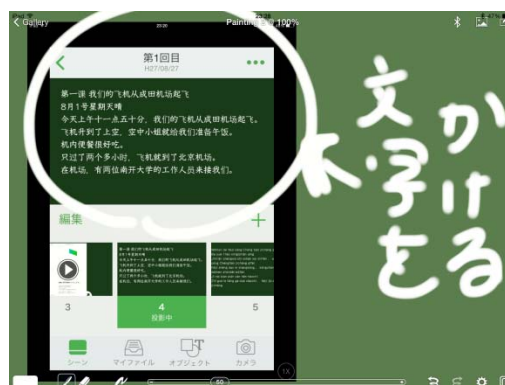 Gallery
100%
第1回目
H27/08/27
第一课 我们的飞机从成田机场起飞
8月1号星期天晴
今天上午十一点五十分，我们的飞机从成田机场起飞。
飞机升到了上空，空中小姐就给我们准备午饭。
机内便餐很好吃。
只过了两个多小时，飞机就到了北京机场。
在机场，有两位南开大学的工作人员来接我们。
編集
3
4
投影中
5
シーン
マイファイル
オブジェクト
カメラ
1X
50
太
文字を
かける